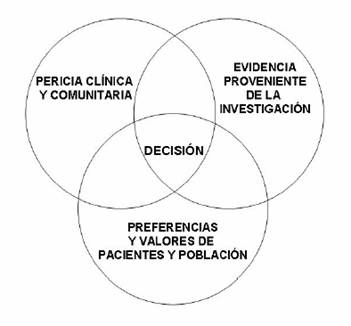 PERICIA CLÍNICA
Y COMUNITARIA
EVIDENCIA
PROVENIENTE
DE LA
INVESTIGACIÓN
DECISIÓN
PREFERENCIAS
Y VALORES DE
PACIENTES Y POBLACIÓN